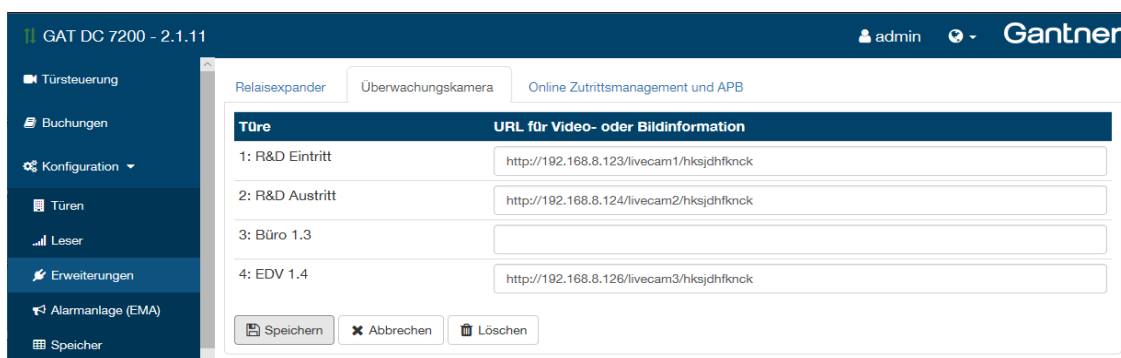 GAT DC 7200 - 2.1.11
admin
Gantner
Türsteuerung
Buchungen
Konfiguration
Türen
Leser
Erweiterungen
Alarmanlage (EMA)
Speicher
Relaisexpander
Überwachungskamera
Online Zutrittsmanagement und APB
Türe URL für Video- oder Bildinformation
1: R&D Eintritt http://192.168.8.123/livecam1/hksjdhfknck
2: R&D Austritt http://192.168.8.124/livecam2/hksjdhfknck
3: Büro 1.3
4: EDV 1.4 http://192.168.8.126/livecam3/hksjdhfknck
Speichern
Abbrechen
Löschen